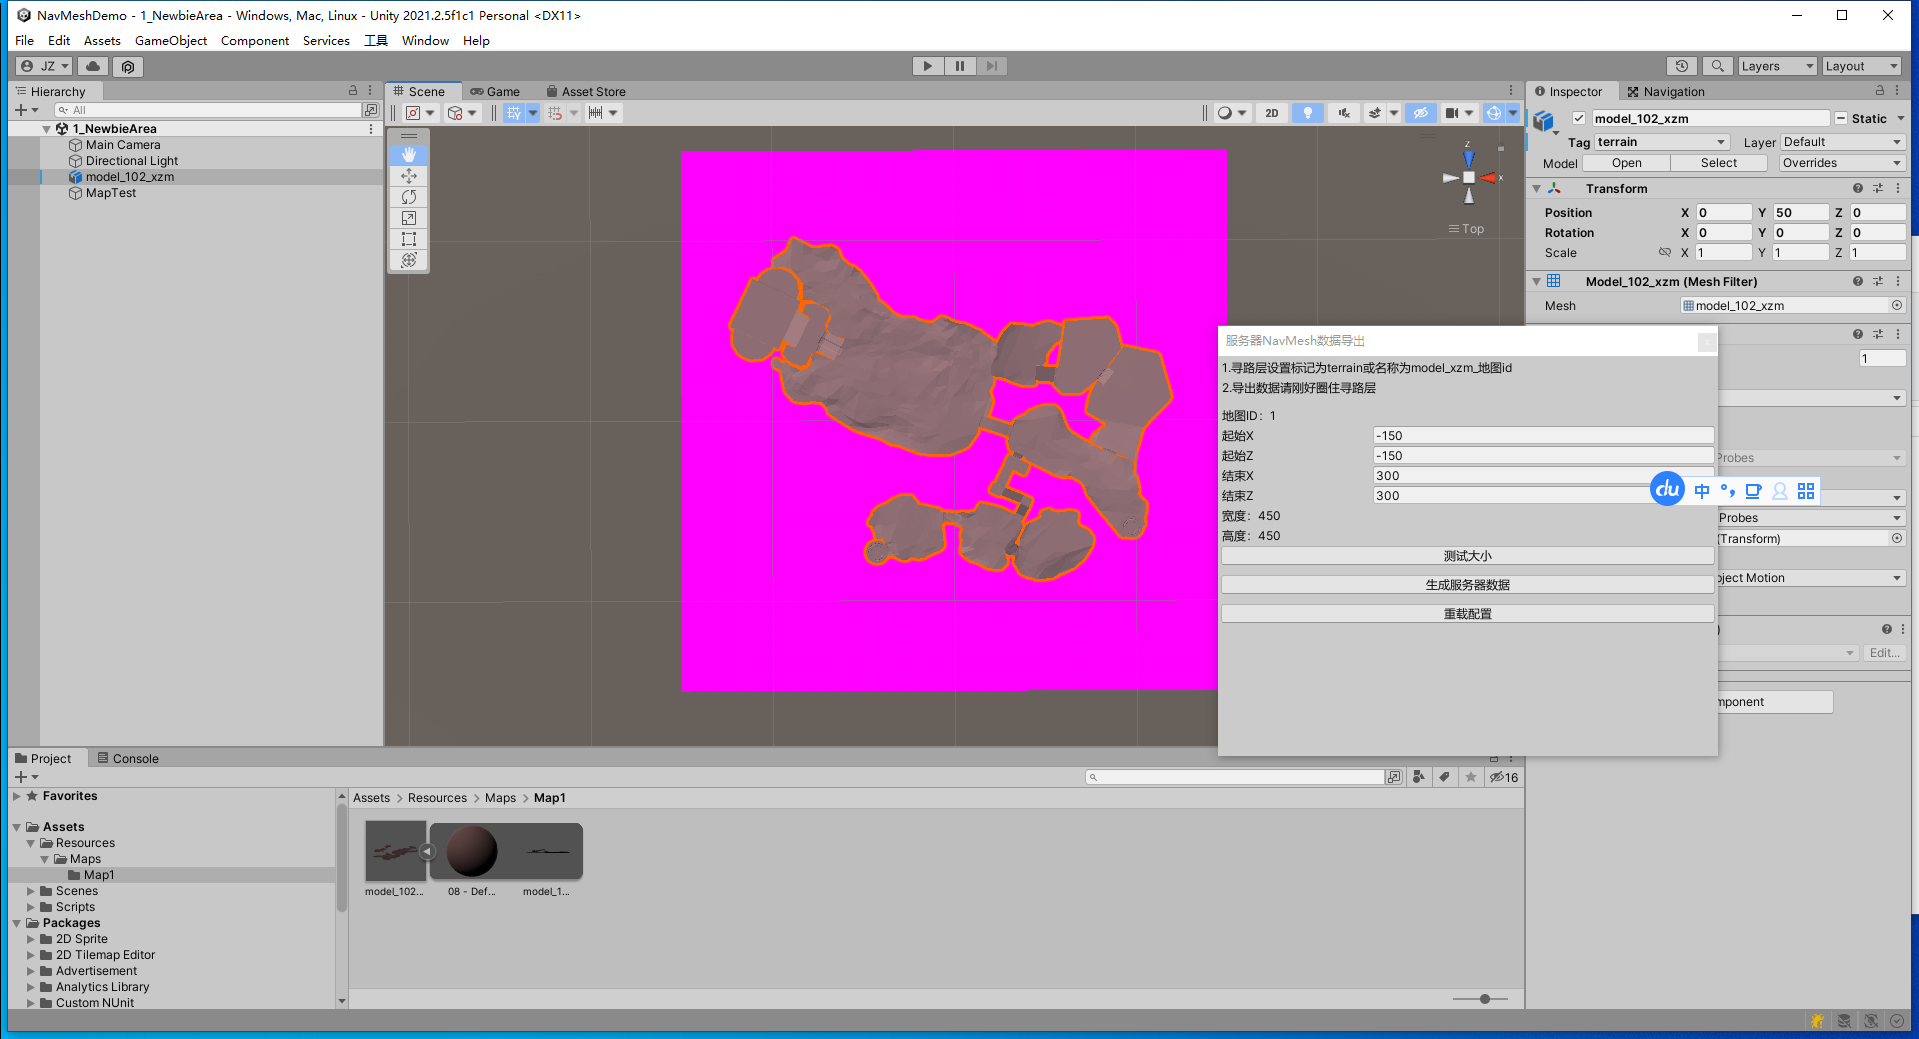 NavMeshDemo - 1_NewbieArea - Windows, Mac, Linux - Unity 2021.2.5f1c1 Personal <DX11>
File Edit Assets GameObject Component Services 工具 Window Help
JZ
Layers
Layout
Hierarchy
All
1_NewbieArea
Main Camera
Directional Light
model_102_xzm
MapTest
Scene Game Asset Store
2D
Z
x
Top
Inspector Navigation
model_102_xzm Static
Tag terrain Layer Default
Model Open Select Overrides
Transform
Position X 0 Y 50 Z 0
Rotation X 0 Y 0 Z 0
Scale X 1 Y 1 Z 1
Model_102_xzm (Mesh Filter)
Mesh model_102_xzm
1
Probes
Probes
(Transform)
ject Motion
Edit...
mponent
服务器NavMesh数据导出
1.寻路层设置标记为terrain或名称为model_xzm_地图id
2.导出数据请刚好圈住寻路层
地图ID: 1
起始X -150
起始Z -150
结束X 300
结束Z 300
宽度: 450
高度: 450
测试大小
生成服务器数据
重载配置
du 中
Project Console
16
Favorites
Assets
Resources
Maps
Map1
Scenes
Scripts
Packages
2D Sprite
2D Tilemap Editor
Advertisement
Analytics Library
Custom NUnit
Assets > Resources > Maps > Map1
model_102...
08 - Def...
model_1...